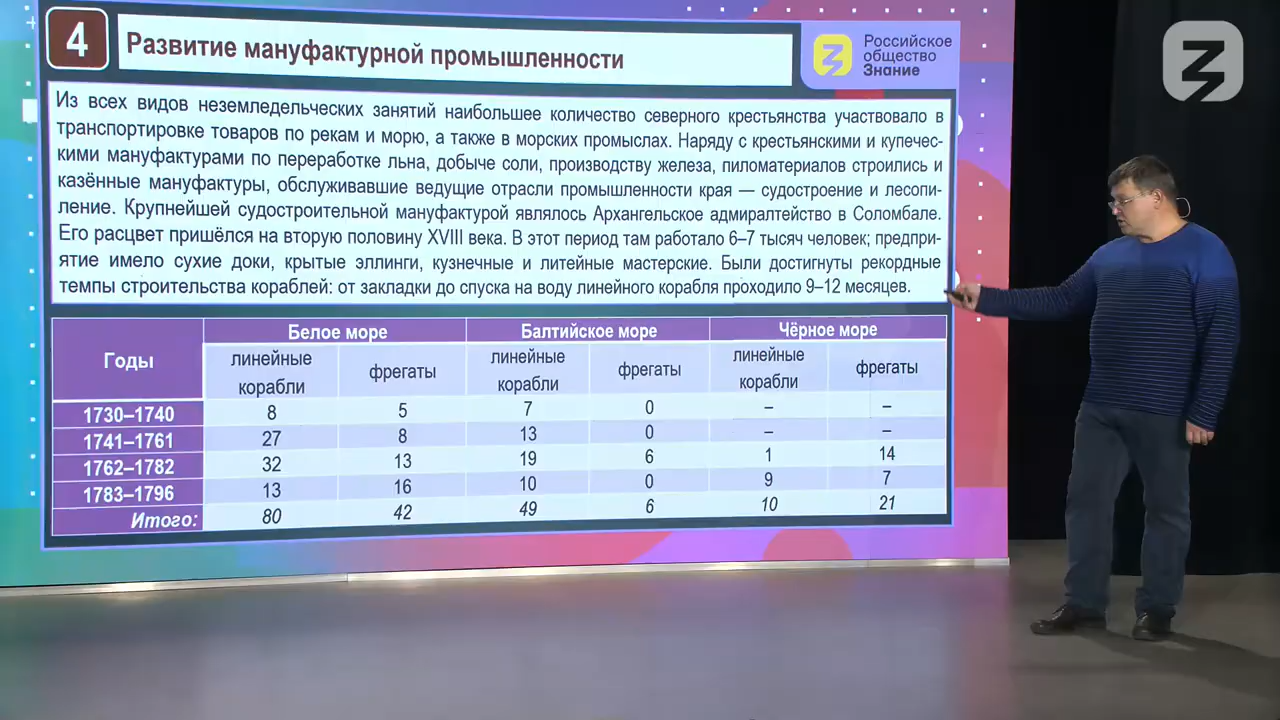 4
Развитие мануфактурной промышленности
Российское
общество
Знание
Из всех видов неземледельческих занятий наибольшее количество северного крестьянства участвовало в
транспортировке товаров по рекам и морю, а также в морских промыслах. Наряду с крестьянскими и купечес-
кими мануфактурами по переработке льна, добыче соли, производству железа, пиломатериалов строились и
казённые мануфактуры, обслуживавшие ведущие отрасли промышленности края — судостроение и лесопи-
ление. Крупнейшей судостроительной мануфактурой являлось Архангельское адмиралтейство в Соломбале.
Его расцвет пришёлся на вторую половину XVIII века. В этот период там работало 6–7 тысяч человек; предпри-
ятие имело сухие доки, крытые эллинги, кузнечные и литейные мастерские. Были достигнуты рекордные
темпы строительства кораблей: от закладки до спуска на воду линейного корабля проходило 9–12 месяцев.
Годы Белое море Балтийское море Чёрное море
линейные корабли фрегаты линейные корабли фрегаты линейные корабли фрегаты
1730–1740 8 5 7 0 – –
1741–1761 27 8 13 0 – –
1762–1782 32 13 19 6 1 14
1783–1796 13 16 10 0 9 7
Итого: 80 42 49 6 10 21